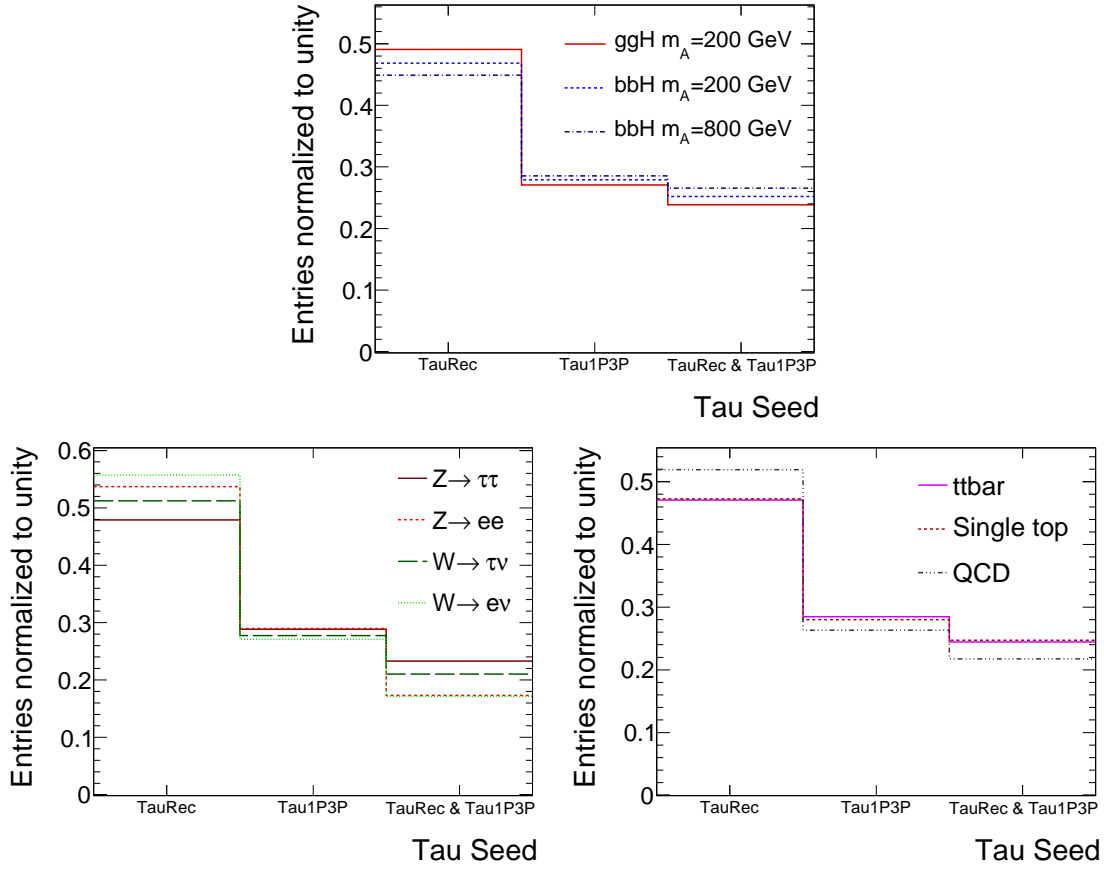 Entries normalized to unity
0.5
0.4
0.3
0.2
0.1
0
ggH m_A=200 GeV
bbH m_A=200 GeV
bbH m_A=800 GeV
TauRec
Tau1P3P
TauRec & Tau1P3P
Tau Seed
Entries normalized to unity
0.6
0.5
0.4
0.3
0.2
0.1
0
Z→ ττ
Z→ ee
W→ τν
W→ eν
TauRec
Tau1P3P
TauRec & Tau1P3P
Tau Seed
Entries normalized to unity
0.5
0.4
0.3
0.2
0.1
0
ttbar
Single top
QCD
TauRec
Tau1P3P
TauRec & Tau1P3P
Tau Seed